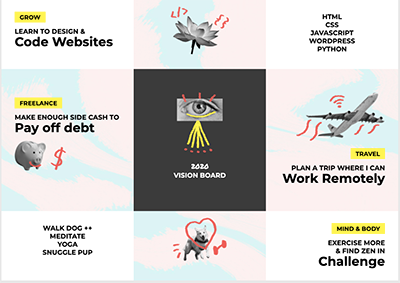 GROW
LEARN TO DESIGN &
Code Websites
</>
{§}
HTML
CSS
JAVASCRIPT
WORDPRESS
PYTHON
FREELANCE
MAKE ENOUGH SIDE CASH TO
Pay off debt
$
2020
VISION BOARD
TRAVEL
PLAN A TRIP WHERE I CAN
Work Remotely
WALK DOG ++
MEDITATE
YOGA
SNUGGLE PUP
MIND & BODY
EXERCISE MORE
& FIND ZEN IN
Challenge